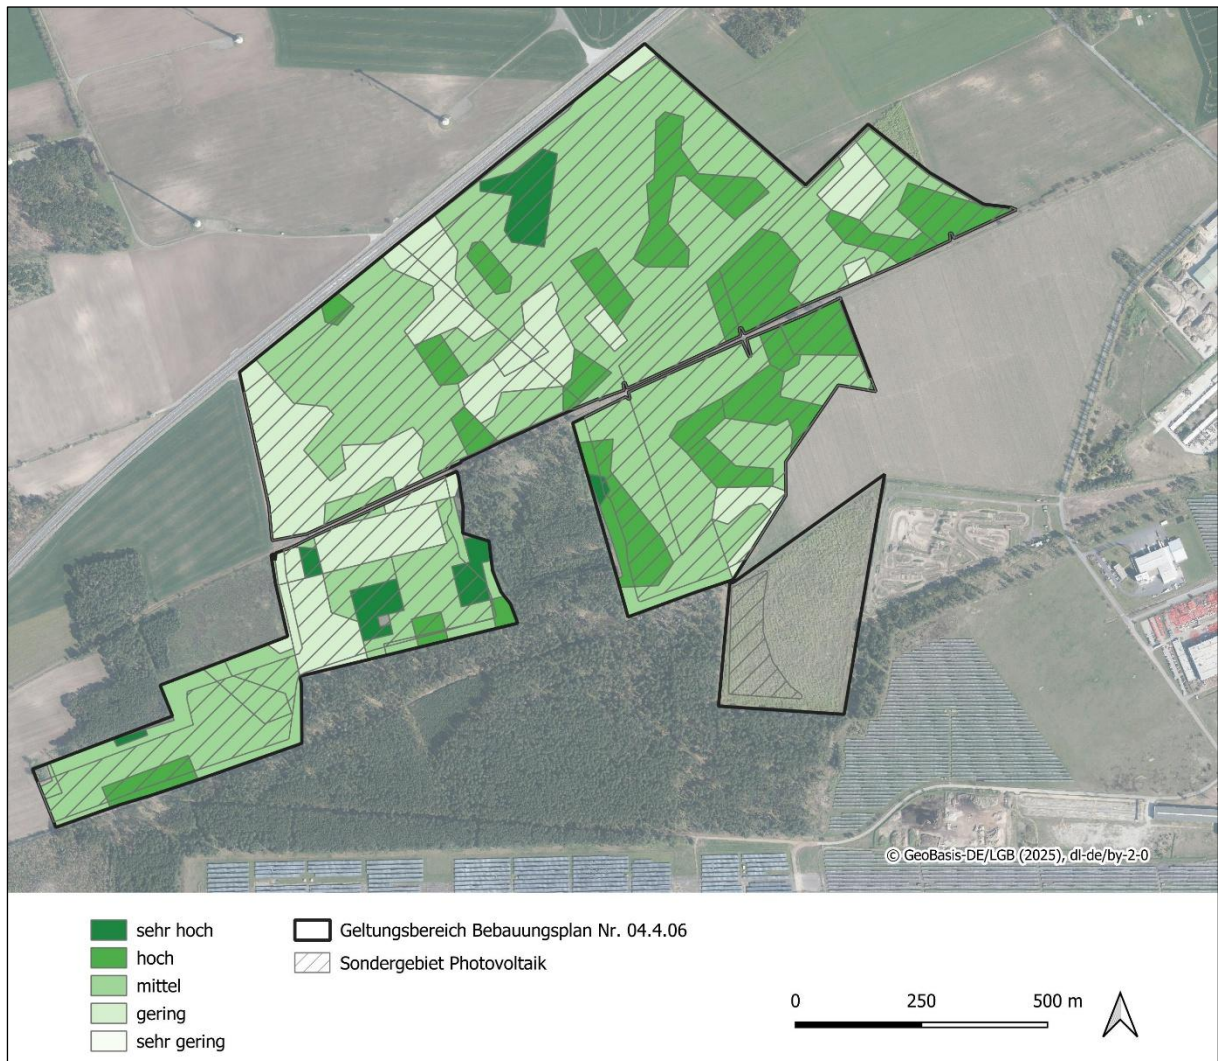 © GeoBasis-DE/LGB (2025), dl-de/by-2-0
sehr hoch
hoch
mittel
gering
sehr gering
Geltungsbereich Bebauungsplan Nr. 04.4.06
Sondergebiet Photovoltaik
0 250 500 m